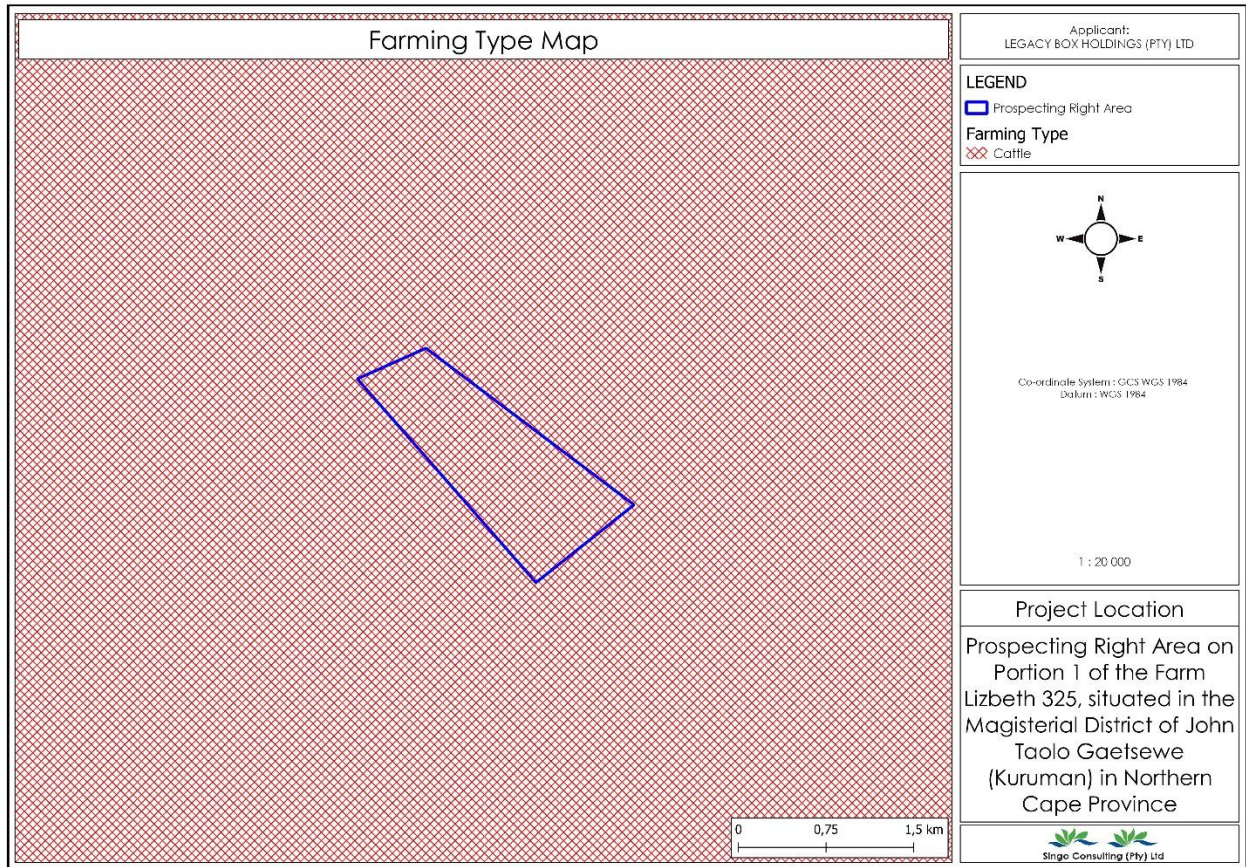 Farming Type Map
Applicant:
LEGACY BOX HOLDINGS (PTY) LTD
LEGEND
Prospecting Right Area
Farming Type
Cattle
N
W E
S
Co-ordinate System : GCS WGS 1984
Datum : WGS 1984
1 : 20 000
Project Location
Prospecting Right Area on
Portion 1 of the Farm
Lizbeth 325, situated in the
Magisterial District of John
Taolo Gaetsewe
(Kuruman) in Northern
Cape Province
0 0,75 1,5 km
Singo Consulting (Pty) Ltd